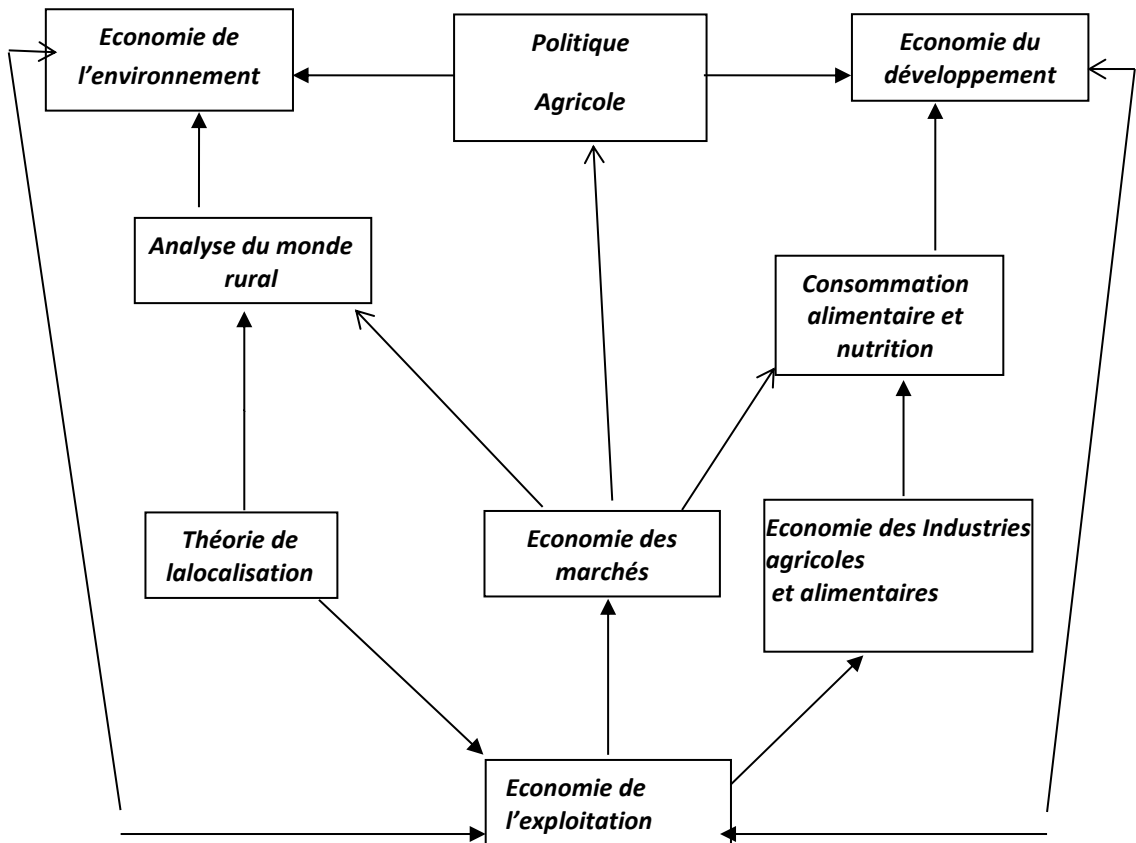 Economie de
l’environnement
Politique
Agricole
Economie du
développement
Analyse du monde
rural
Consommation
alimentaire et
nutrition
Théorie de
lalocalisation
Economie des
marchés
Economie des Industries
agricoles
et alimentaires
Economie de
l’exploitation